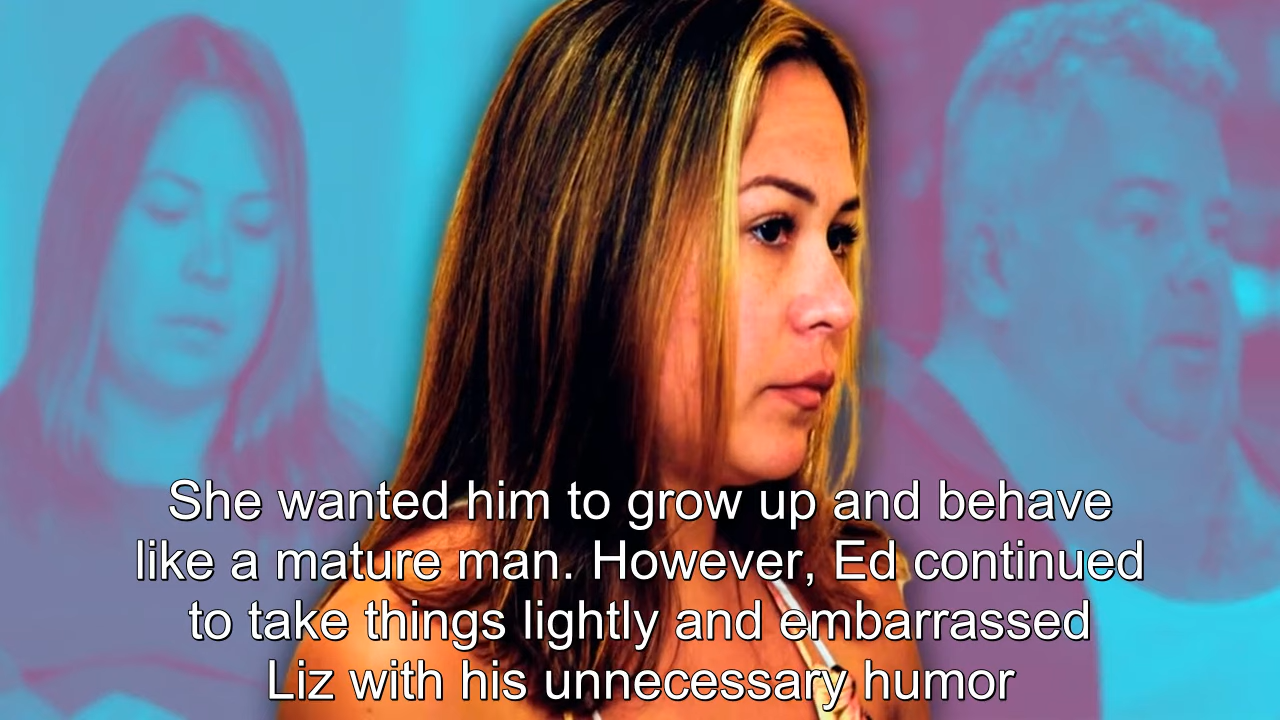 She wanted him to grow up and behave
like a mature man. However, Ed continued
to take things lightly and embarrassed
Liz with his unnecessary humor